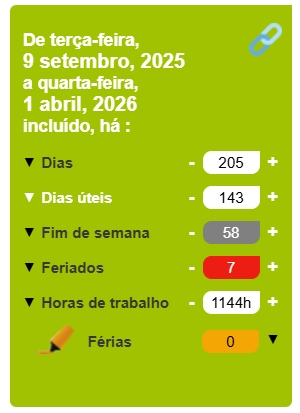 De terça-feira,
9 setembro, 2025
a quarta-feira,
1 abril, 2026
incluído, há :
▼ Dias - 205 +
▼ Dias úteis - 143 +
▼ Fim de semana - 58 +
▼ Feriados - 7 +
▼ Horas de trabalho - 1144h +
Férias 0 ▼